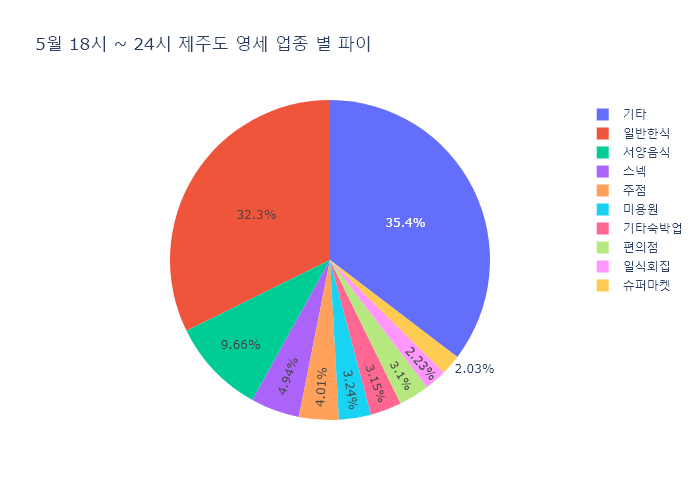 5월 18시 ~ 24시 제주도 영세 업종 별 파이
기타
일반한식
서양음식
스넥
주점
미용원
기타숙박업
편의점
일식회집
슈퍼마켓
35.4%
32.3%
9.66%
4.94%
4.01%
3.24%
3.15%
3.1%
2.23%
2.03%